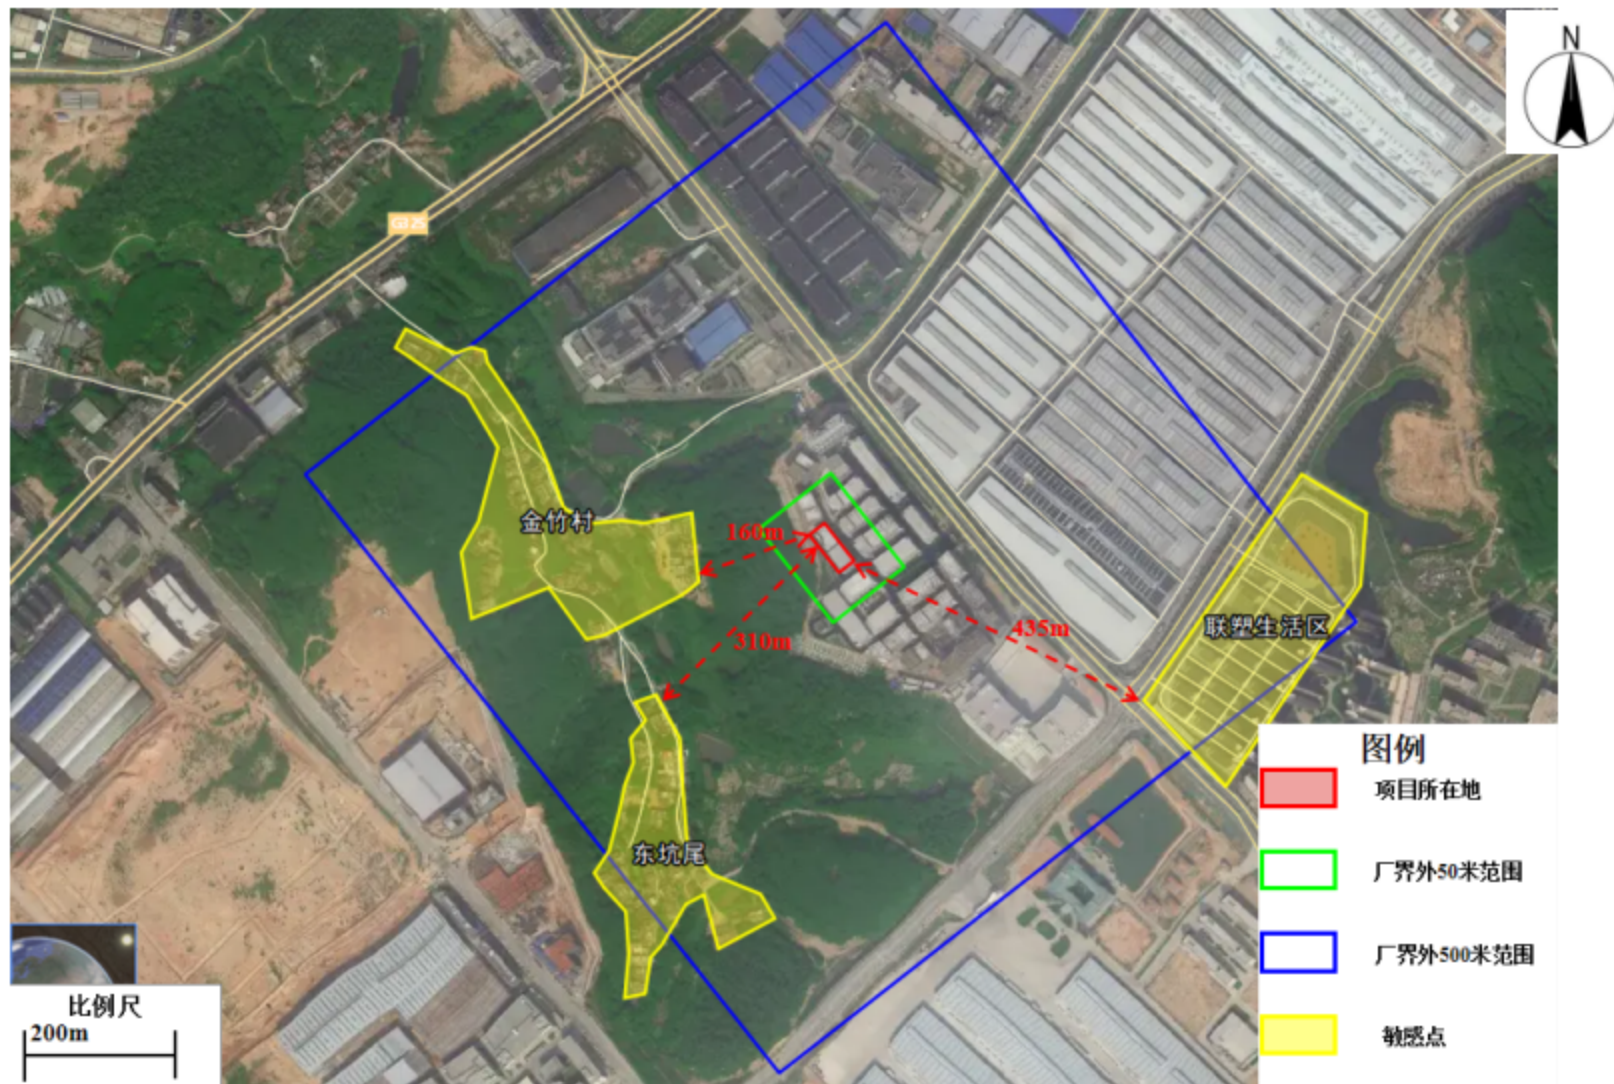 N
G325
金竹村
160m
310m
435m
联塑生活区
东坑尾
图例
项目所在地
厂界外50米范围
厂界外500米范围
敏感点
比例尺
200m